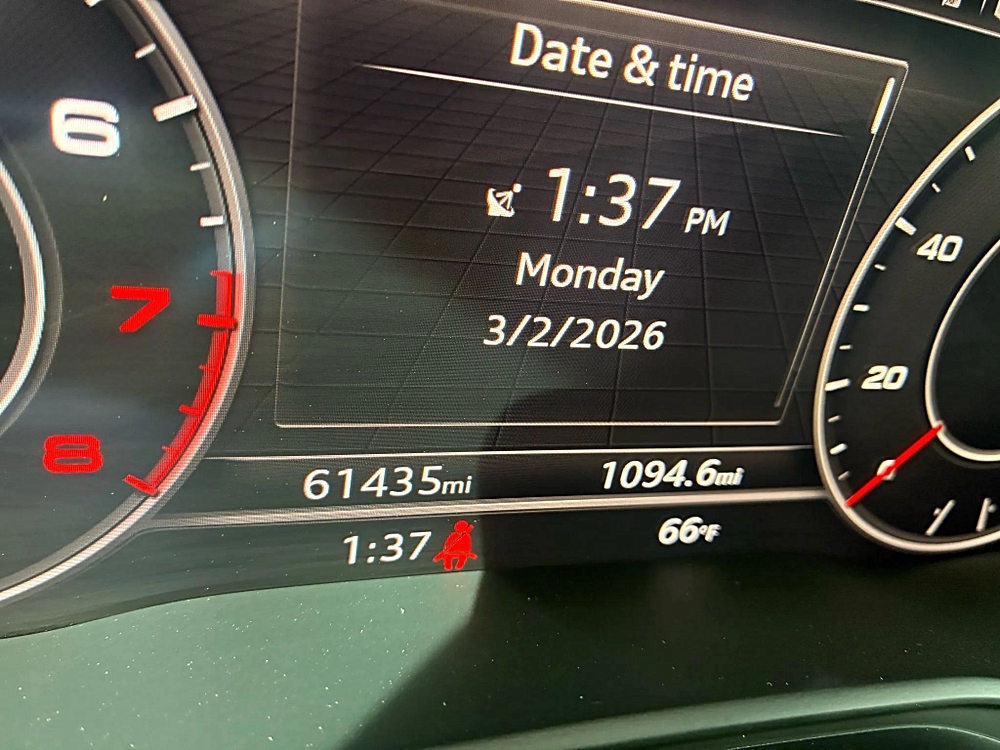 Date & time
1:37 PM
Monday
3/2/2026
6
7
8
40
20
0
61435mi
1094.6mi
1:37
66°F